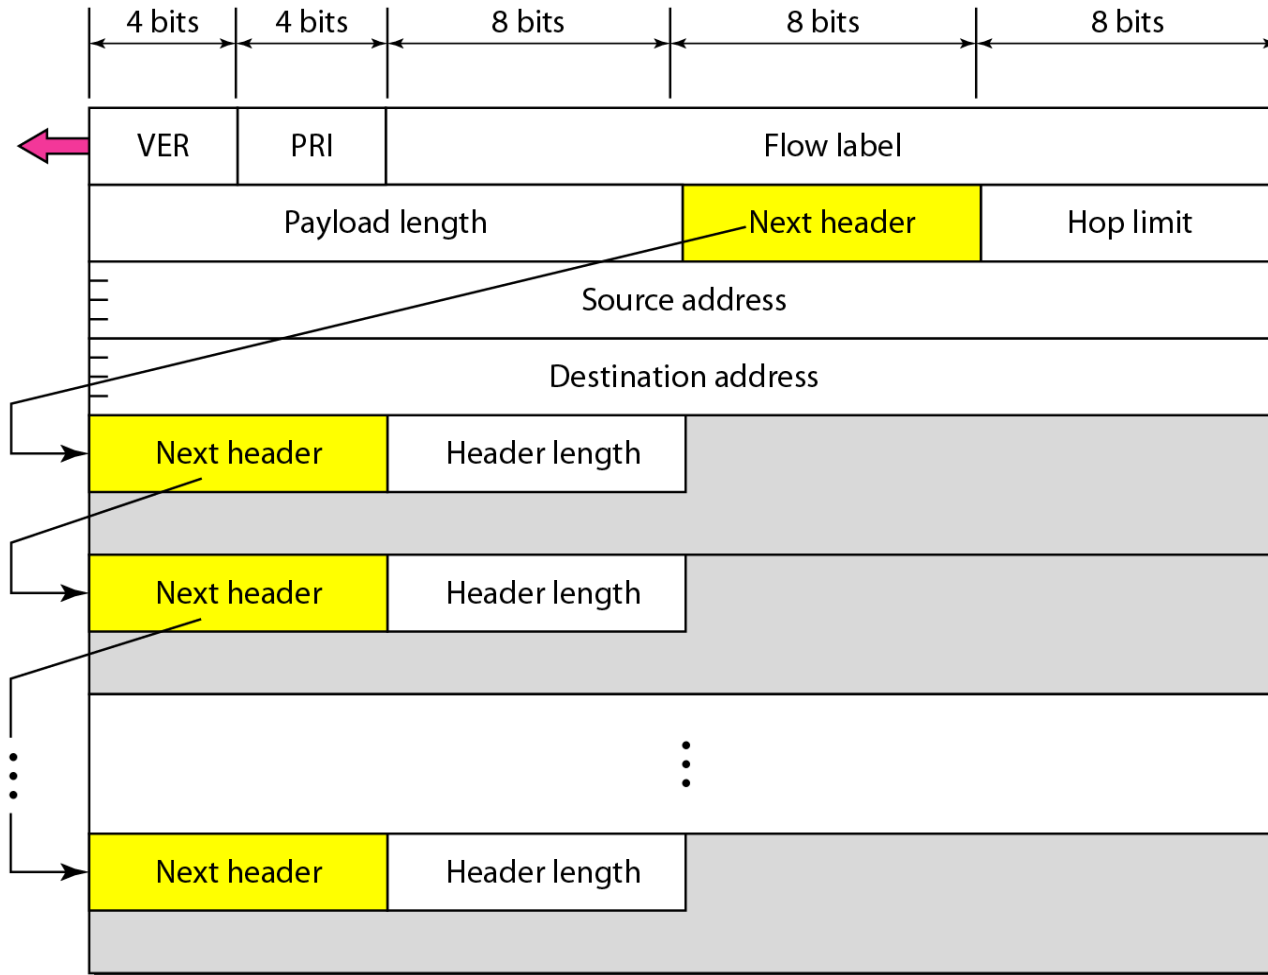 4 bits 4 bits 8 bits 8 bits 8 bits
VER PRI Flow label
Payload length Next header Hop limit
Source address
Destination address
Next header Header length
Next header Header length
Next header Header length